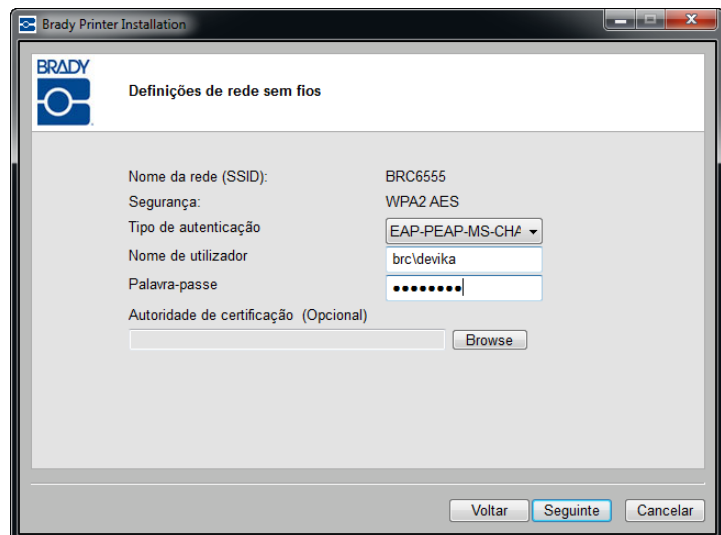 Brady Printer Installation
BRADY
Definições de rede sem fios
Nome da rede (SSID): BRC6555
Segurança: WPA2 AES
Tipo de autenticação EAP-PEAP-MS-CHA
Nome de utilizador brc\devika
Palavra-passe ●●●●●●●●
Autoridade de certificação (Opcional)
Browse
Voltar Seguinte Cancelar